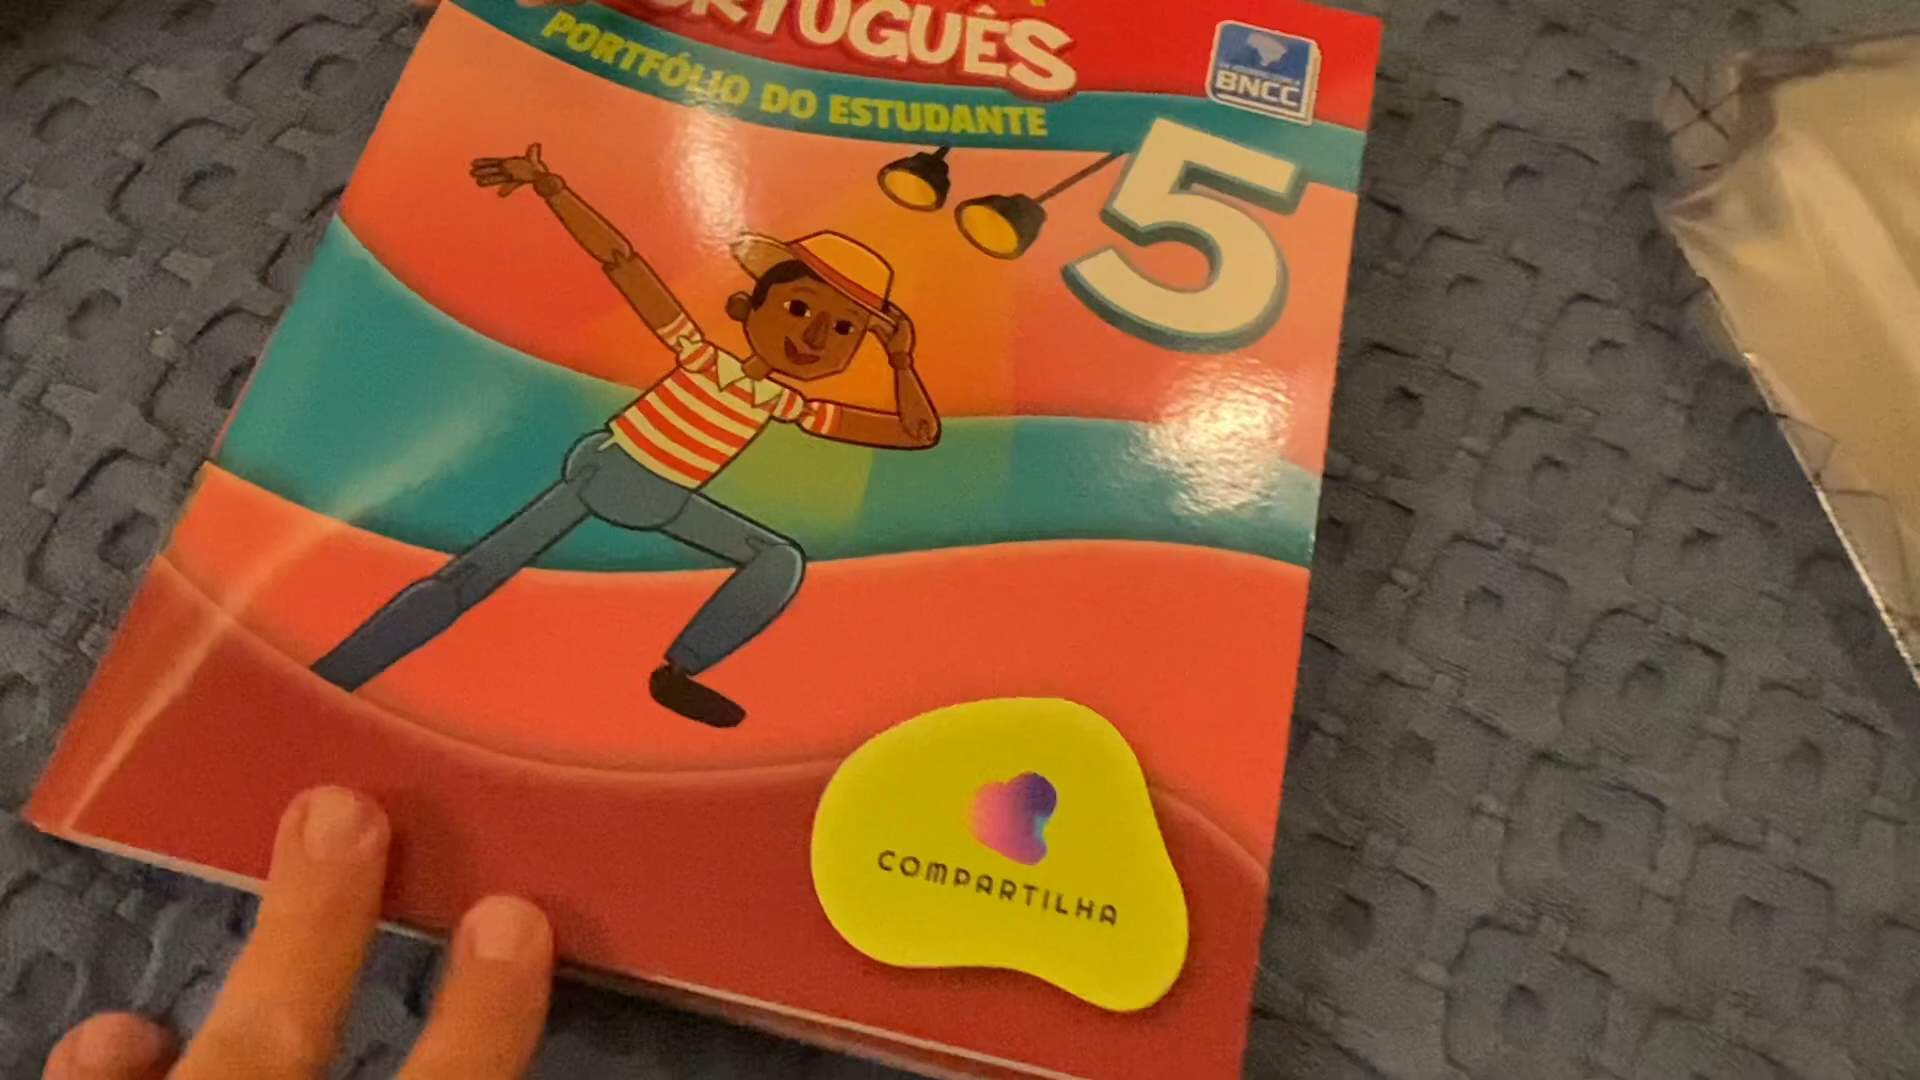 PORTUGUÊS
PORTFÓLIO DO ESTUDANTE
BNCC
5
COMPARTILHA